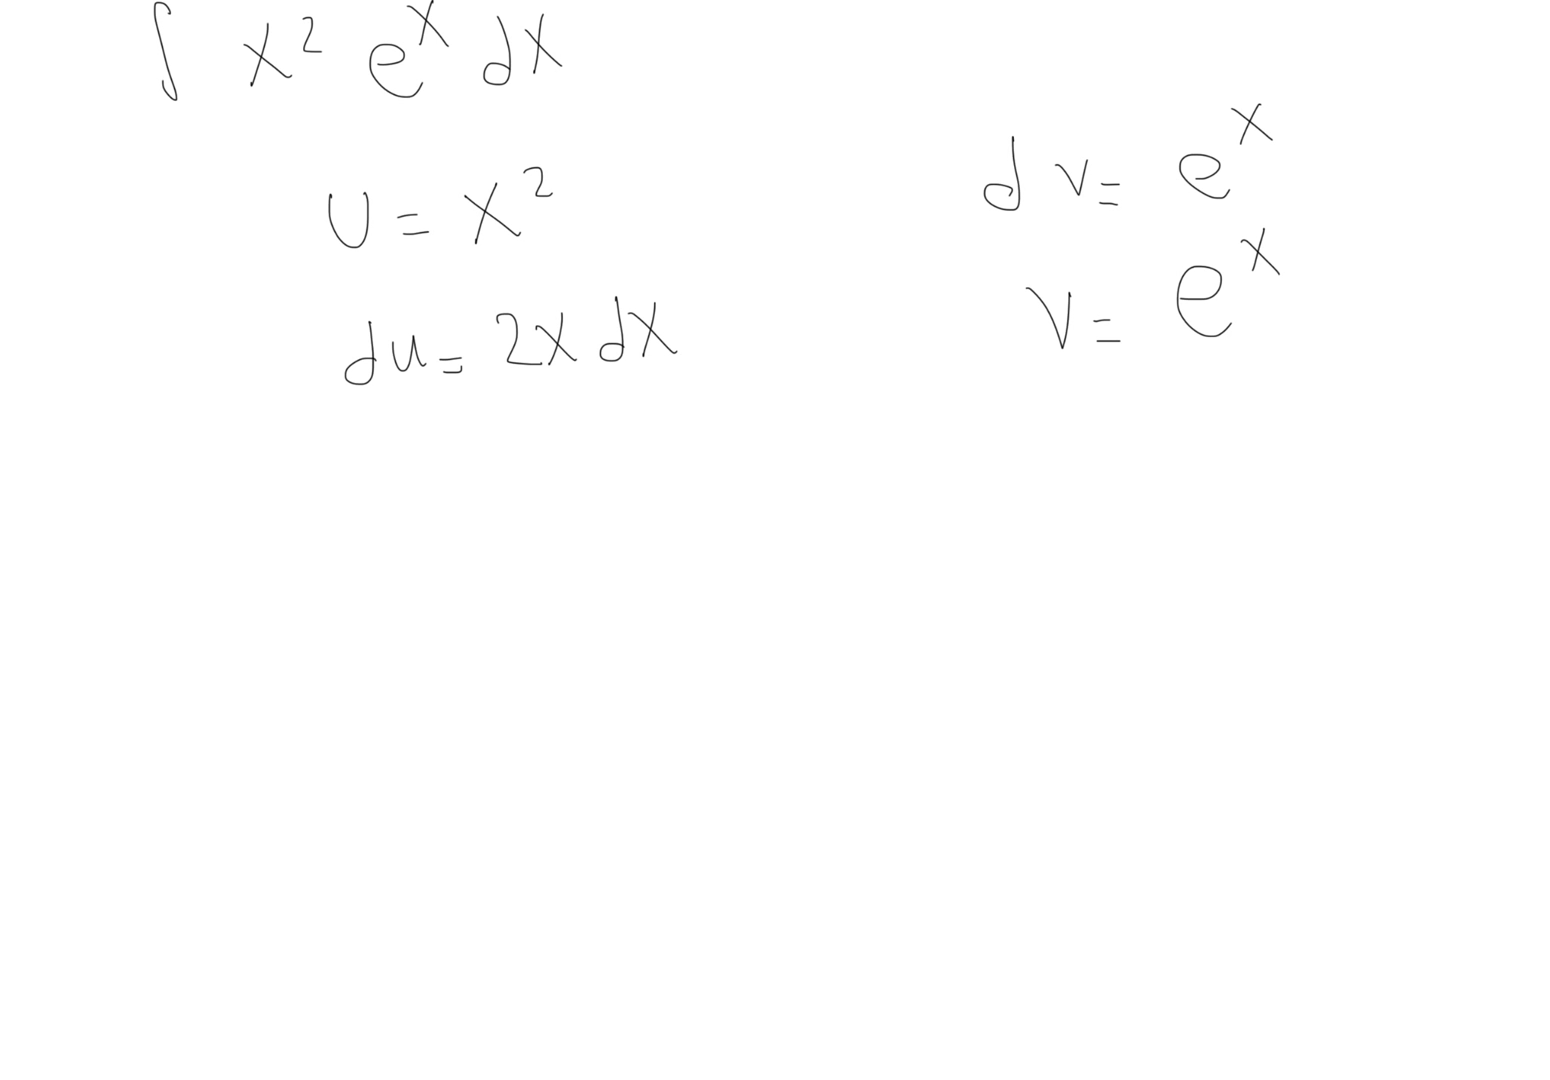 ∫ x² eˣ dx
u = x²
du = 2x dx
dv = eˣ
v = eˣ